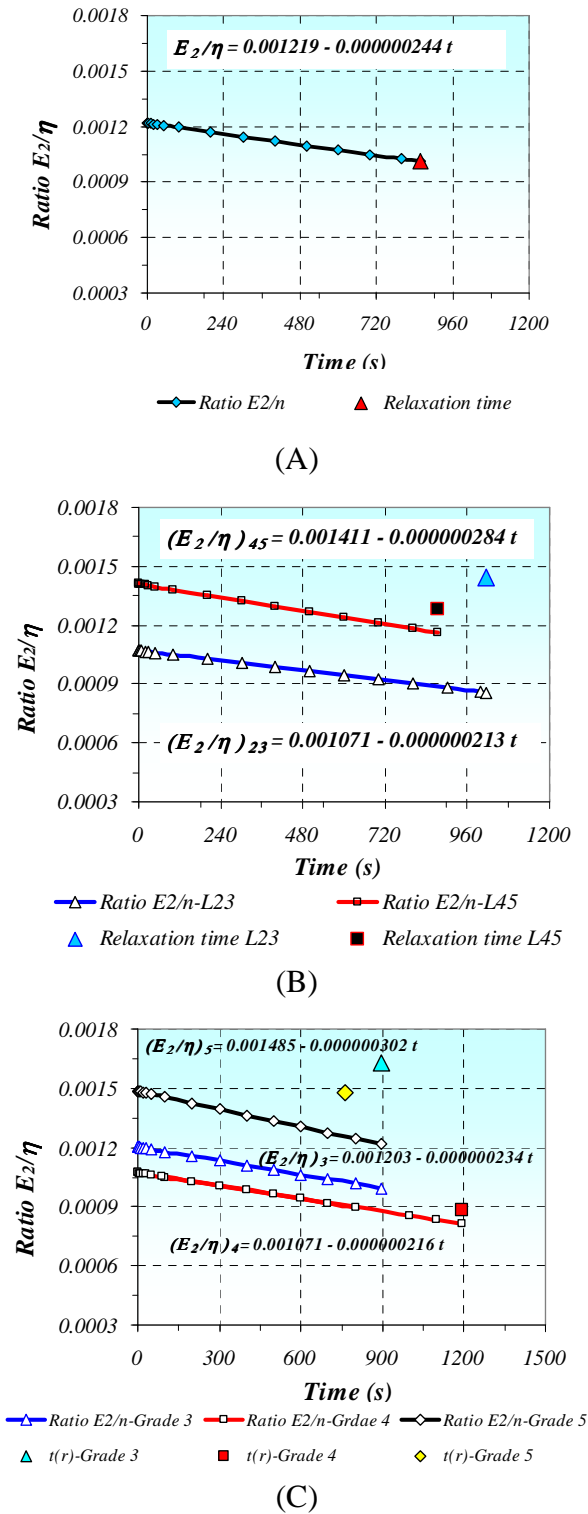 E₂/η = 0.001219 - 0.000000244 t
0.0018
0.0015
0.0012
0.0009
0.0006
0.0003
Ratio E2/η
0 240 480 720 960 1200
Time (s)
Ratio E2/n Relaxation time
(A)
(E₂/η)₄₅ = 0.001411 - 0.000000284 t
0.0018
0.0015
0.0012
0.0009
0.0006
0.0003
Ratio E2/η
(E₂/η)₂₃ = 0.001071 - 0.000000213 t
0 240 480 720 960 1200
Time (s)
Ratio E2/n-L23 Ratio E2/n-L45
Relaxation time L23 Relaxation time L45
(B)
(E₂/η)₅= 0.001485 - 0.000000302 t
0.0018
0.0015
0.0012
0.0009
0.0006
0.0003
Ratio E2/η
(E₂/η)₃ = 0.001203 - 0.000000234 t
(E₂/η)₄ = 0.001071 - 0.000000216 t
0 300 600 900 1200 1500
Time (s)
Ratio E2/n-Grade 3 Ratio E2/n-Grdae 4 Ratio E2/n-Grade 5
t(r)-Grade 3 t(r)-Grade 4 t(r)-Grade 5
(C)